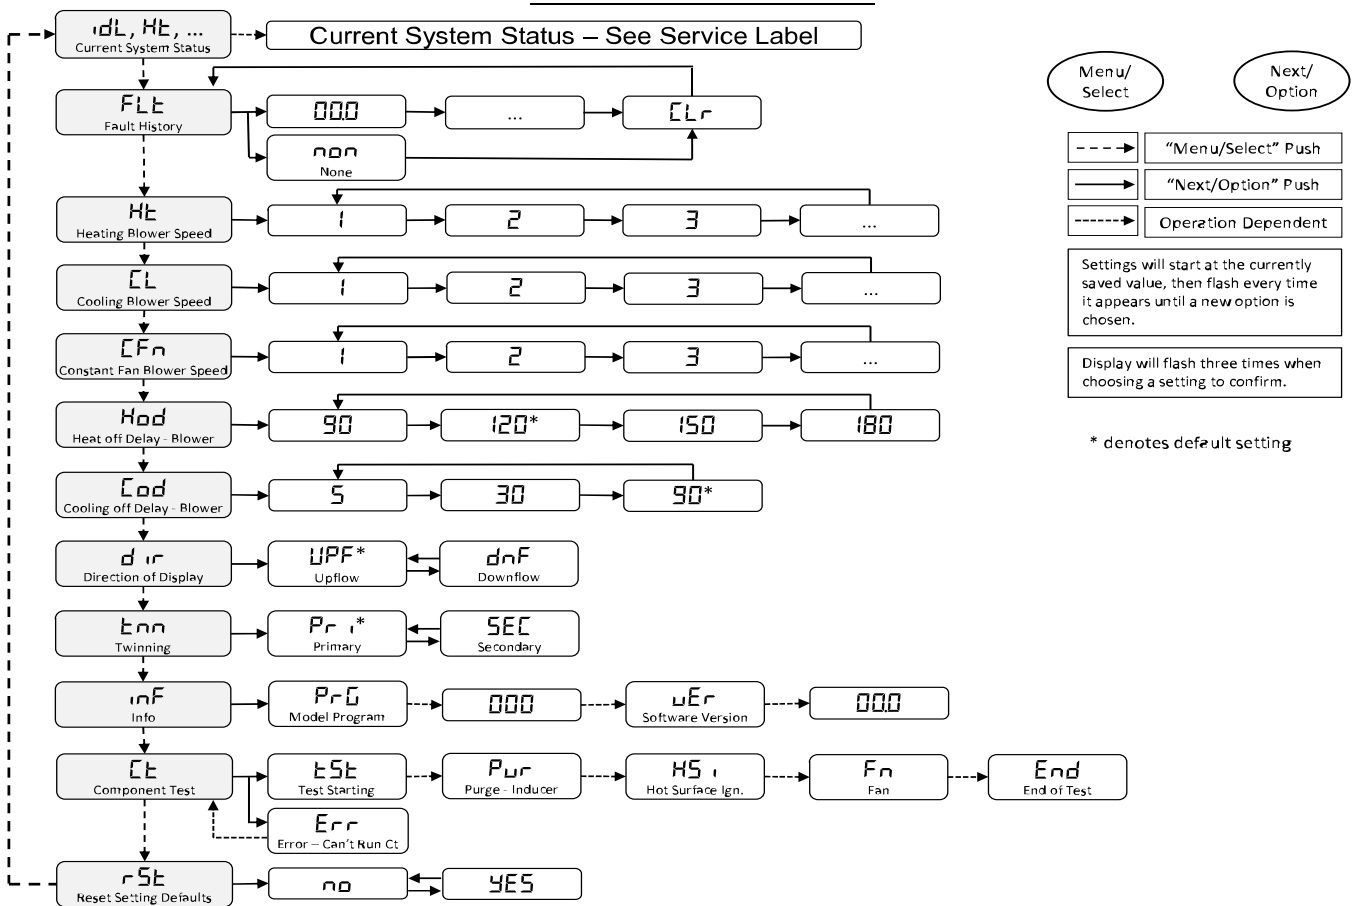 idL, Ht, ...
Current System Status
Current System Status – See Service Label
FLt
Fault History
00.0
...
CLr
non
None
Ht
Heating Blower Speed
1
2
3
...
CL
Cooling Blower Speed
1
2
3
...
CFn
Constant Fan Blower Speed
1
2
3
...
Hod
Heat off Delay - Blower
90
120*
150
180
Cod
Cooling off Delay - Blower
5
30
90*
dir
Direction of Display
UPF*
Upflow
dnF
Downflow
tnn
Twinning
Pri*
Primary
SEC
Secondary
inF
Info
PrG
Model Program
000
uEr
Software Version
00.0
Ct
Component Test
tSt
Test Starting
Pur
Purge - Inducer
HSi
Hot Surface Ign.
Fn
Fan
End
End of Test
Err
Error – Can't Run Ct
rSt
Reset Setting Defaults
no
YES
Menu/
Select
Next/
Option
“Menu/Select” Push
“Next/Option” Push
Operation Dependent
Settings will start at the currently
saved value, then flash every time
it appears until a new option is
chosen.
Display will flash three times when
choosing a setting to confirm.
* denotes default setting